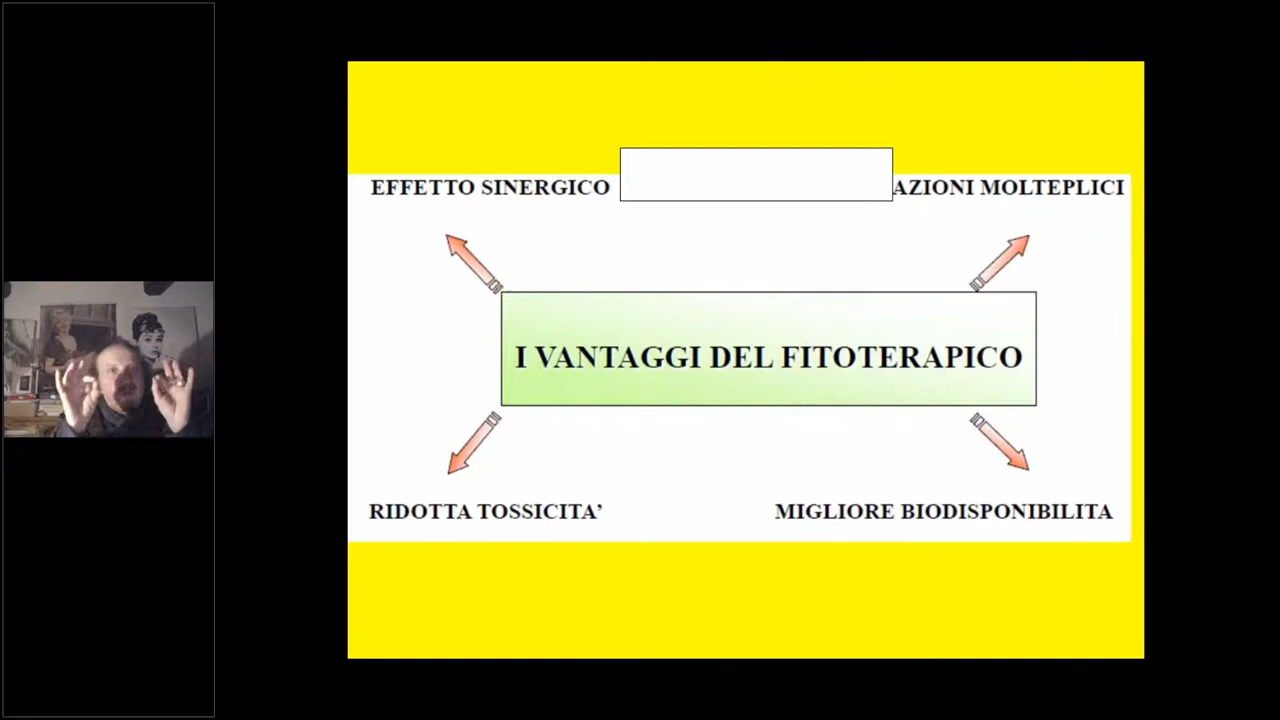 EFFETTO SINERGICO
AZIONI MOLTEPLICI
I VANTAGGI DEL FITOTERAPICO
RIDOTTA TOSSICITA'
MIGLIORE BIODISPONIBILITA